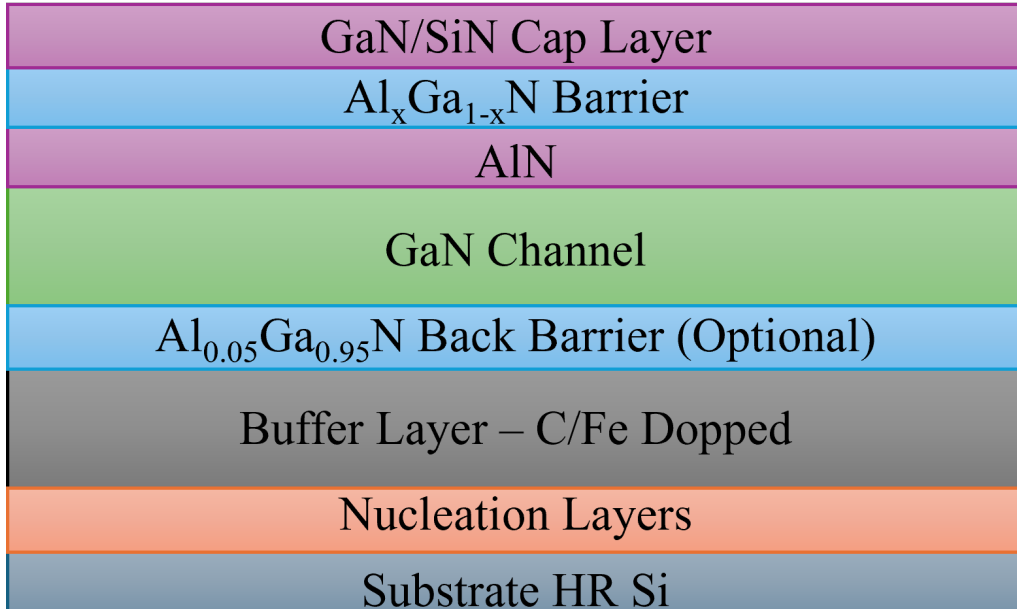 GaN/SiN Cap Layer
AlₓGa₁₋ₓN Barrier
AlN
GaN Channel
Al₀.₀₅Ga₀.₉₅N Back Barrier (Optional)
Buffer Layer – C/Fe Dopped
Nucleation Layers
Substrate HR Si